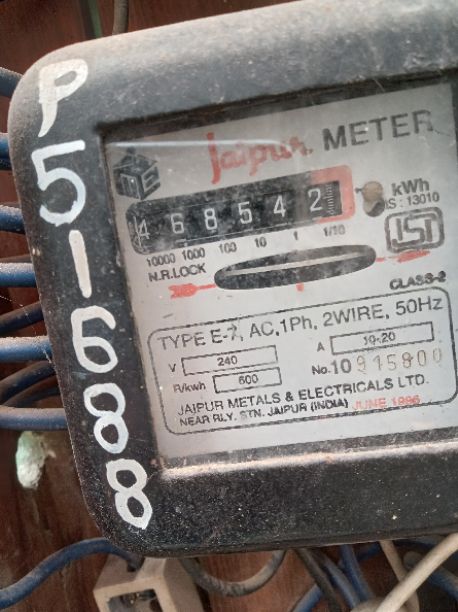 P51688
Jaipur METER
468542
kWh
IS : 13010
10000 1000 100 10 1 1/10
N.R.LOCK
ISI
CLASS-2
TYPE E-7, AC,1Ph, 2WIRE, 50Hz
V 240 A 10-20
R/kwh 600 No.10 915800
JAIPUR METALS & ELECTRICALS LTD.
NEAR RLY. STN. JAIPUR (INDIA) JUNE 1996